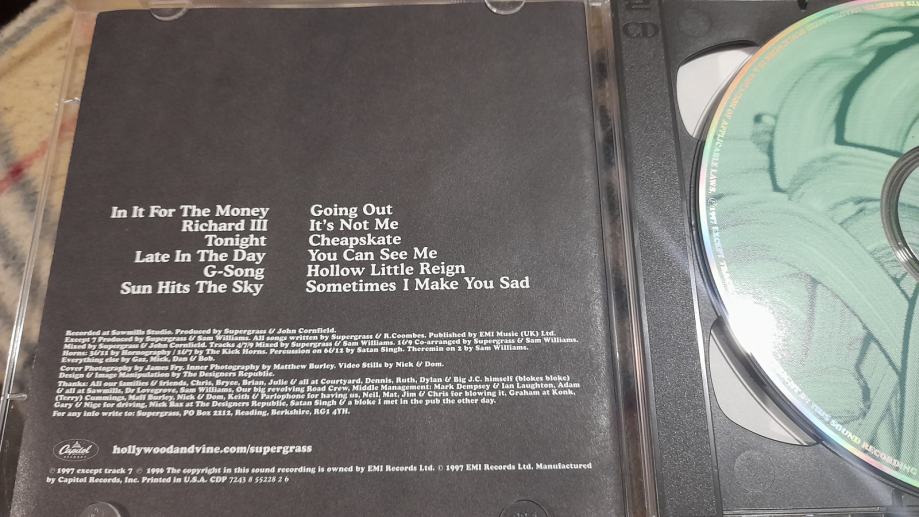 In It For The Money
Richard III
Tonight
Late In The Day
G-Song
Sun Hits The Sky
Going Out
It's Not Me
Cheapskate
You Can See Me
Hollow Little Reign
Sometimes I Make You Sad
Recorded at Sawmills Studio. Produced by Supergrass & John Cornfield.
Except 7 Produced by Supergrass & Sam Williams. All songs written by Supergrass & R.Coombes. Published by EMI Music (UK) Ltd.
Mixed by Supergrass & John Cornfield. Tracks 4/7/9 Mixed by Supergrass & Sam Williams. 1&9 Co-arranged by Supergrass & Sam Williams.
Horns: by Hornography / by The Kick Horns. Percussion on by Satan Singh. Theremin on 2 by Sam Williams.
Everything else by Gaz, Mick, Dan & Bob.
Cover Photography by James Fry. Inner Photography by Matthew Burley. Video Stills by Nick & Dom.
Design & Image Manipulation by The Designers Republic.
Thanks: All our families & friends, Chris, Bryce, Brian, Julie & all at Courtyard, Dennis, Ruth, Dylan & Big J.C. himself (blokes bloke)
& all at Sawmills. De Lovegrove, Sam Williams. Our big revolving Road Crew, Middle Management: Mark Dempsey & Ian Laughton, Adam
(Terry) Cummings, Matt Burley, Nick & Dom, Keith & Parlophone for having us, Neil, Mat, Jim & Chris for blowing it, Graham at Konk,
Gary & Nige for driving, Nick Bax at The Designers Republic, Satan Singh & a bloke I met in the pub the other day.
For any info write to: Supergrass, PO Box 2212, Reading, Berkshire, RG1 4YH.
Capitol
RECORDS
hollywoodandvine.com/supergrass
℗ 1997 except track 7 ℗ 1996 The copyright in this sound recording is owned by EMI Records Ltd. © 1997 EMI Records Ltd. Manufactured
by Capitol Records, Inc. Printed in U.S.A. CDP 7243 8 55228 2 6
2
CD
OF APPLICABLE LAWS. ℗ 1997 EXCEPT
THIS SOUND RECORDING